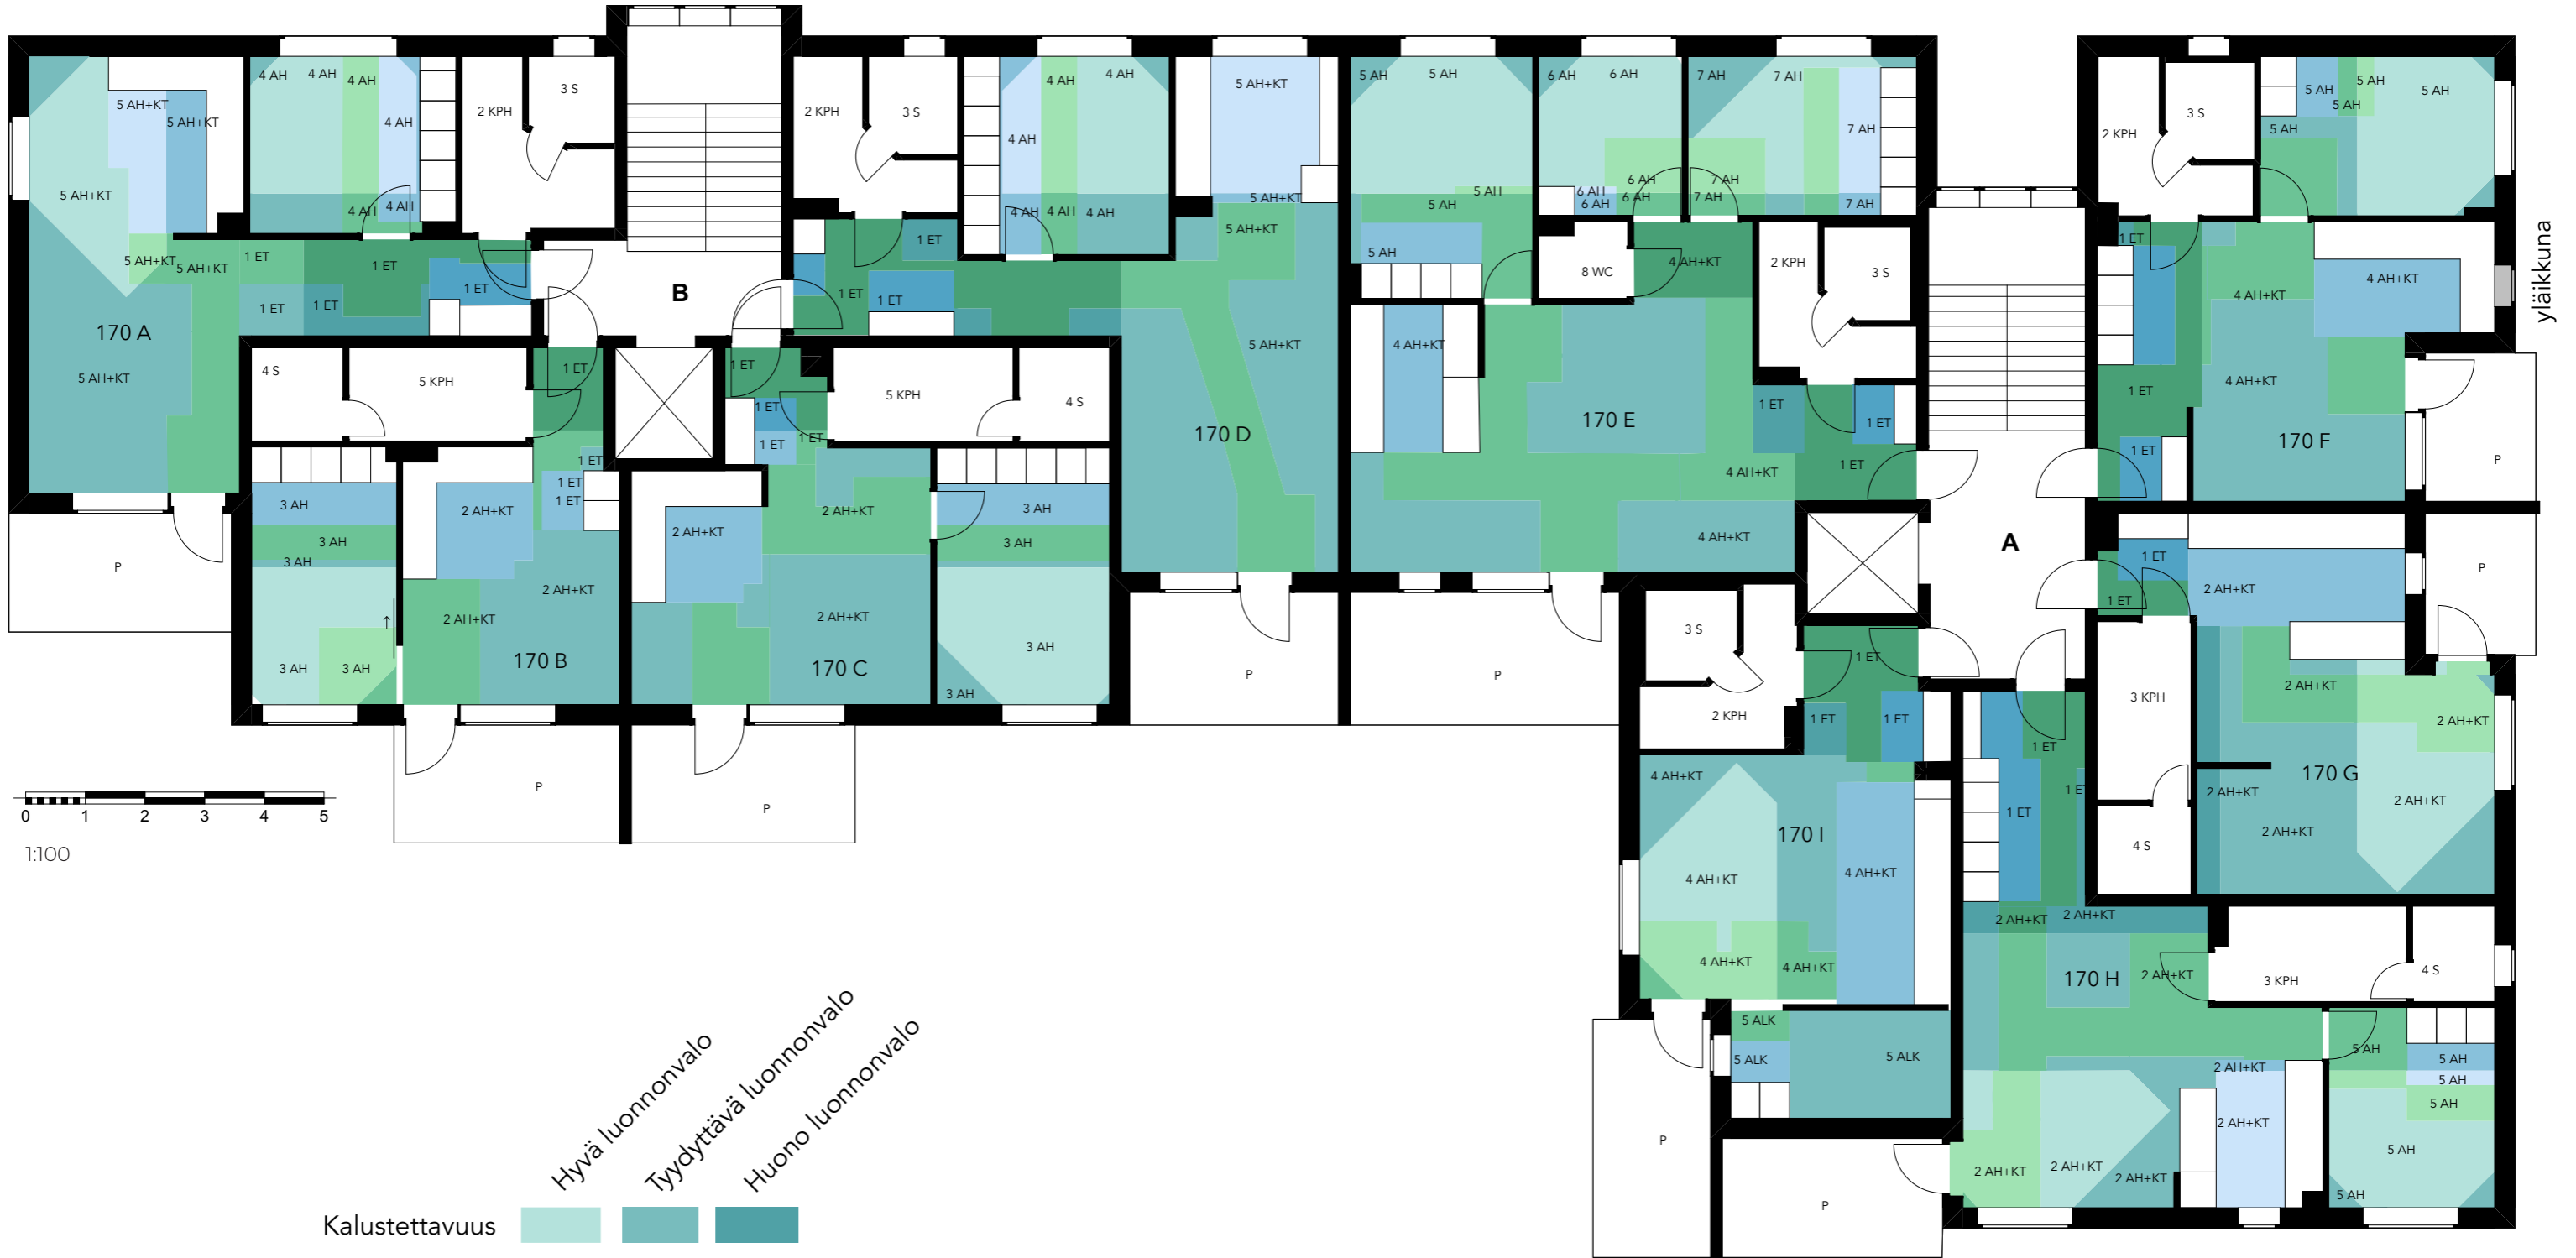 4 AH
4 AH
4 AH
4 AH
4 AH
4 AH
5 AH+KT
5 AH+KT
5 AH+KT
5 AH+KT
5 AH+KT
5 AH+KT
170 A
2 KPH
3 S
1 ET
1 ET
1 ET
1 ET
1 ET
P
B
4 S
5 KPH
1 ET
1 ET
1 ET
1 ET
3 AH
3 AH
3 AH
3 AH
3 AH
2 AH+KT
2 AH+KT
2 AH+KT
↑
170 B
P
1 ET
1 ET
1 ET
1 ET
5 KPH
4 S
2 AH+KT
2 AH+KT
2 AH+KT
170 C
3 AH
3 AH
3 AH
3 AH
P
2 KPH
3 S
4 AH
4 AH
4 AH
4 AH
4 AH
4 AH
5 AH+KT
5 AH+KT
5 AH+KT
5 AH+KT
1 ET
1 ET
1 ET
170 D
P
5 AH
5 AH
5 AH
5 AH
5 AH
6 AH
6 AH
6 AH
6 AH
6 AH
6 AH
7 AH
7 AH
7 AH
7 AH
7 AH
7 AH
8 WC
4 AH+KT
2 KPH
3 S
4 AH+KT
170 E
1 ET
1 ET
1 ET
4 AH+KT
4 AH+KT
P
2 KPH
3 S
5 AH
5 AH
5 AH
5 AH
5 AH
1 ET
4 AH+KT
4 AH+KT
4 AH+KT
1 ET
1 ET
170 F
P
yläikkuna
A
1 ET
1 ET
2 AH+KT
P
3 KPH
4 S
2 AH+KT
2 AH+KT
170 G
2 AH+KT
2 AH+KT
2 AH+KT
3 S
2 KPH
1 ET
1 ET
1 ET
4 AH+KT
170 I
4 AH+KT
4 AH+KT
4 AH+KT
4 AH+KT
5 ALK
5 ALK
5 ALK
P
1 ET
1 ET
1 ET
2 AH+KT
2 AH+KT
170 H
2 AH+KT
3 KPH
4 S
2 AH+KT
2 AH+KT
2 AH+KT
2 AH+KT
2 AH+KT
5 AH
5 AH
5 AH
5 AH
5 AH
5 AH
P
0 1 2 3 4 5
1:100
Hyvä luonnonvalo
Tyydyttävä luonnonvalo
Huono luonnonvalo
Kalustettavuus